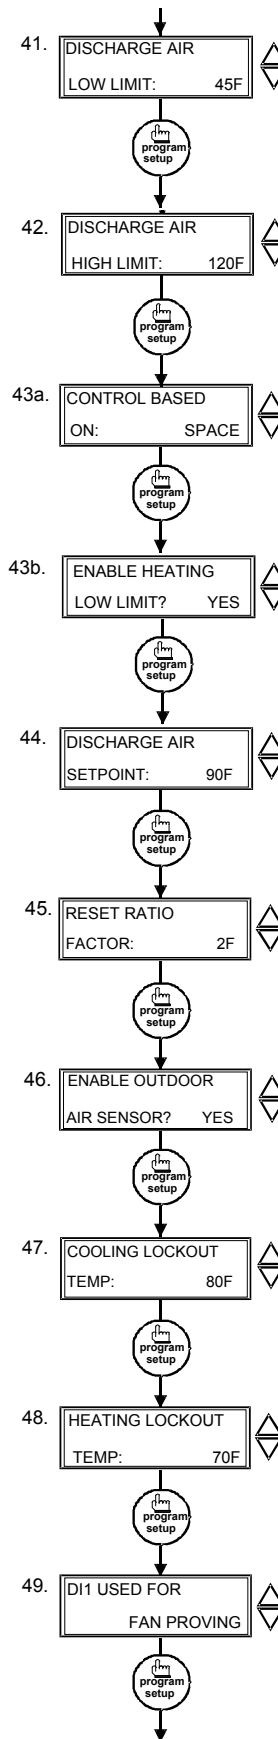 41.
DISCHARGE AIR
LOW LIMIT: 45F
program
setup
42.
DISCHARGE AIR
HIGH LIMIT: 120F
program
setup
43a.
CONTROL BASED
ON: SPACE
program
setup
43b.
ENABLE HEATING
LOW LIMIT? YES
program
setup
44.
DISCHARGE AIR
SETPOINT: 90F
program
setup
45.
RESET RATIO
FACTOR: 2F
program
setup
46.
ENABLE OUTDOOR
AIR SENSOR? YES
program
setup
47.
COOLING LOCKOUT
TEMP: 80F
program
setup
48.
HEATING LOCKOUT
TEMP: 70F
program
setup
49.
DI1 USED FOR
FAN PROVING
program
setup